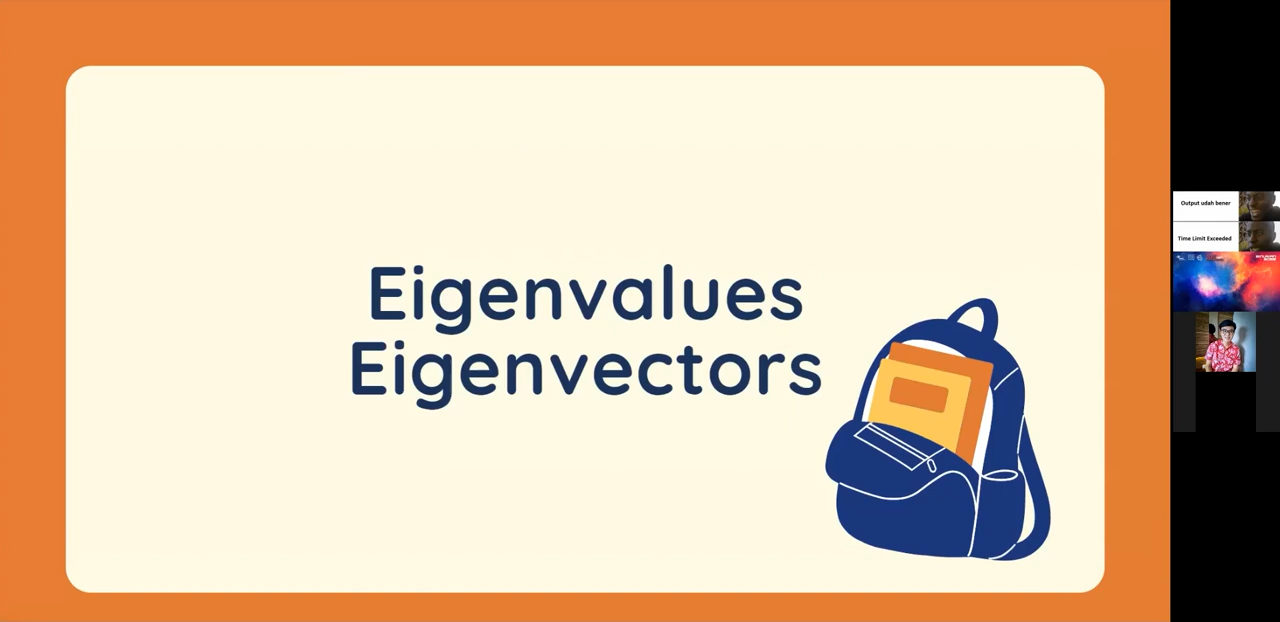 Eigenvalues
Eigenvectors
Output udah bener
Time Limit Exceeded